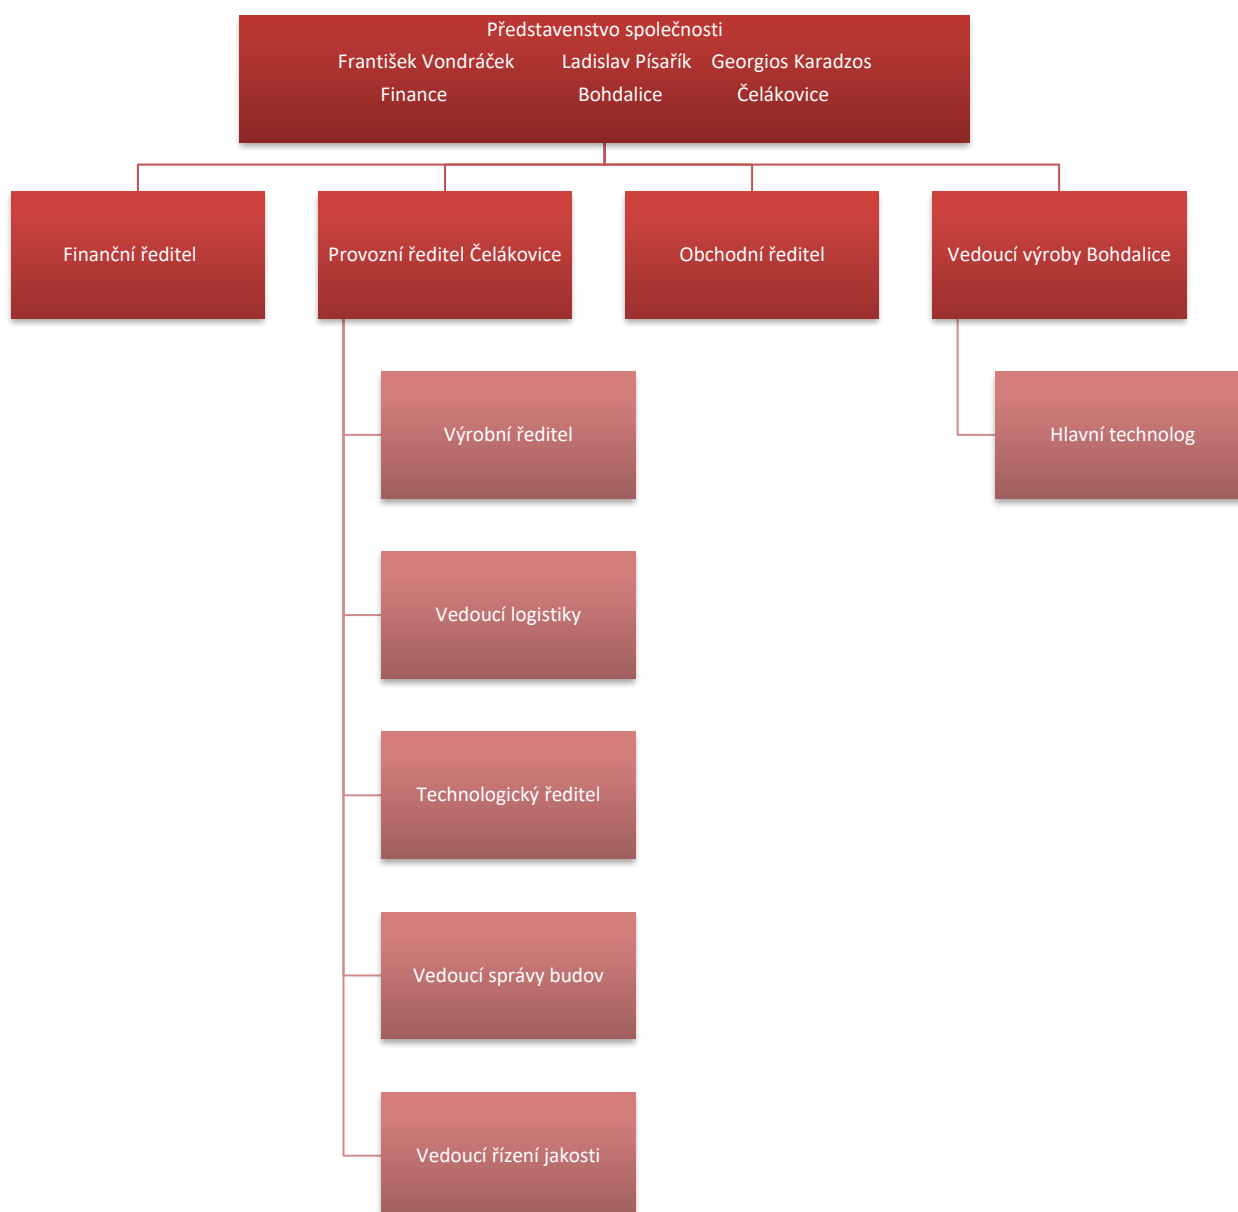 Představenstvo společnosti
František Vondráček Ladislav Písařík Georgios Karadzos
Finance Bohdalice Čelákovice
Finanční ředitel
Provozní ředitel Čelákovice
Obchodní ředitel
Vedoucí výroby Bohdalice
Výrobní ředitel
Hlavní technolog
Vedoucí logistiky
Technologický ředitel
Vedoucí správy budov
Vedoucí řízení jakosti